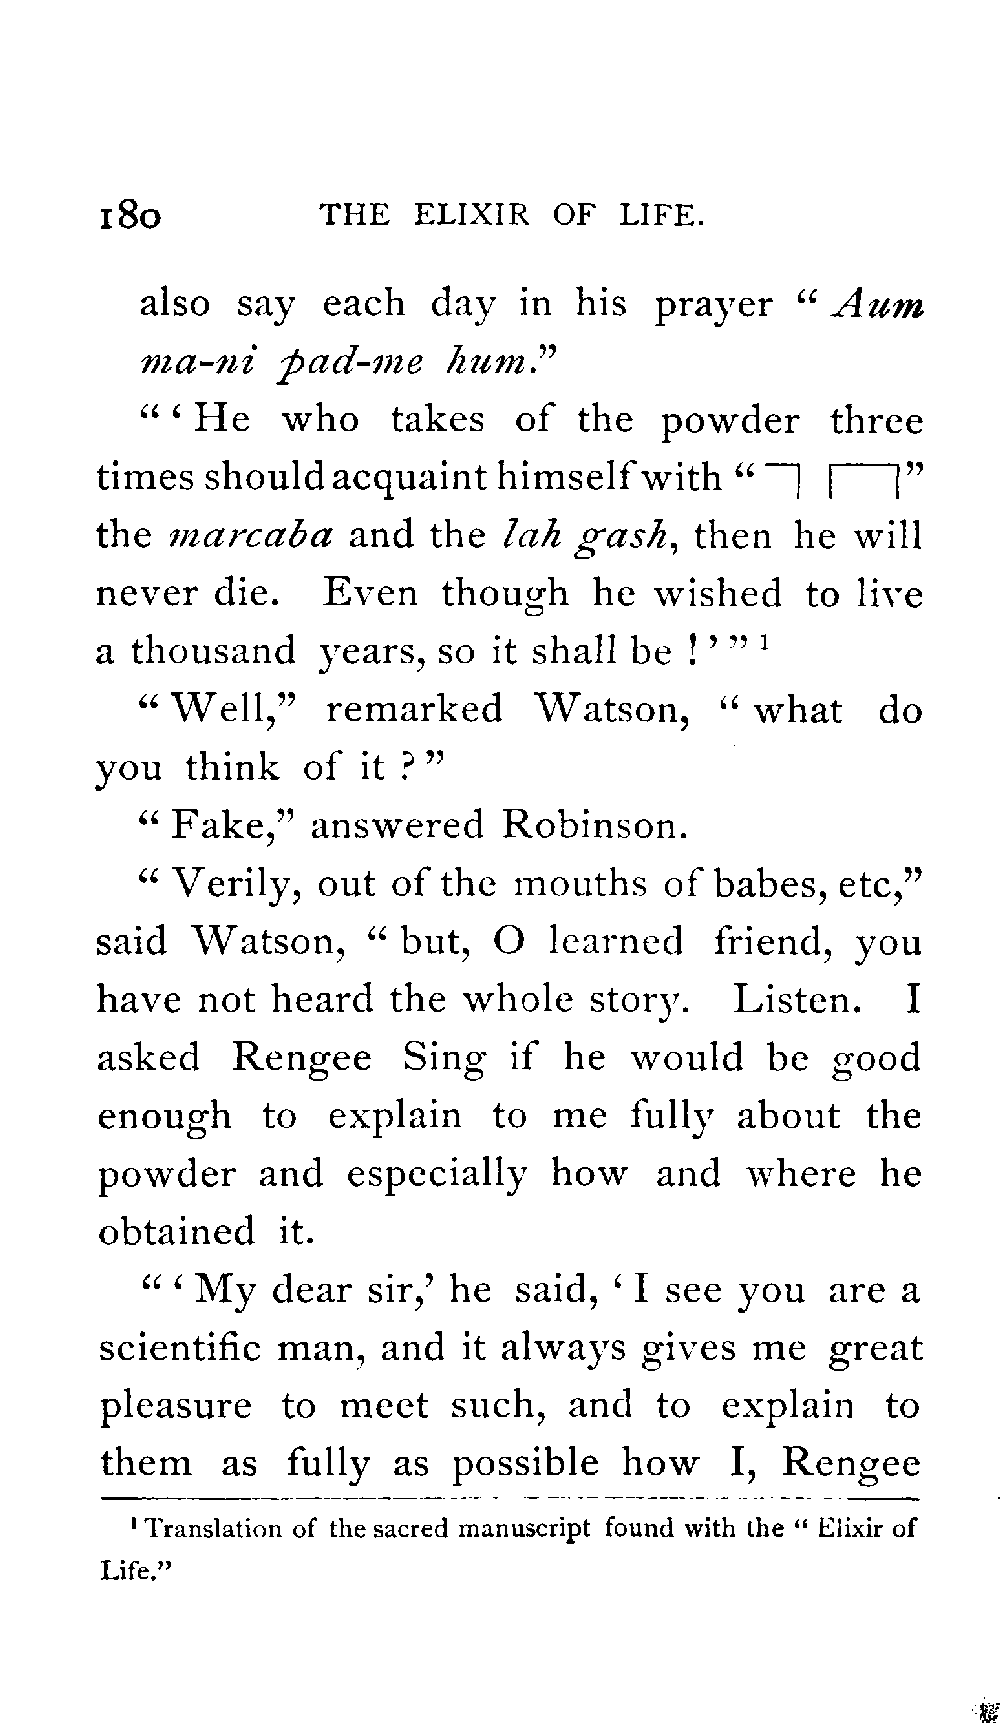 180 THE ELIXIR OF LIFE.
also say each day in his prayer “ Aum
ma-ni pad-me hum.”
“ ‘ He who takes of the powder three
times should acquaint himself with “ ”
the marcaba and the lah gash, then he will
never die. Even though he wished to live
a thousand years, so it shall be ! ’ ” 1
“ Well,” remarked Watson, “ what do
you think of it ? ”
“ Fake,” answered Robinson.
“ Verily, out of the mouths of babes, etc,”
said Watson, “ but, O learned friend, you
have not heard the whole story. Listen. I
asked Rengee Sing if he would be good
enough to explain to me fully about the
powder and especially how and where he
obtained it.
“ ‘ My dear sir,’ he said, ‘ I see you are a
scientific man, and it always gives me great
pleasure to meet such, and to explain to
them as fully as possible how I, Rengee
1 Translation of the sacred manuscript found with the “ Elixir of
Life.”